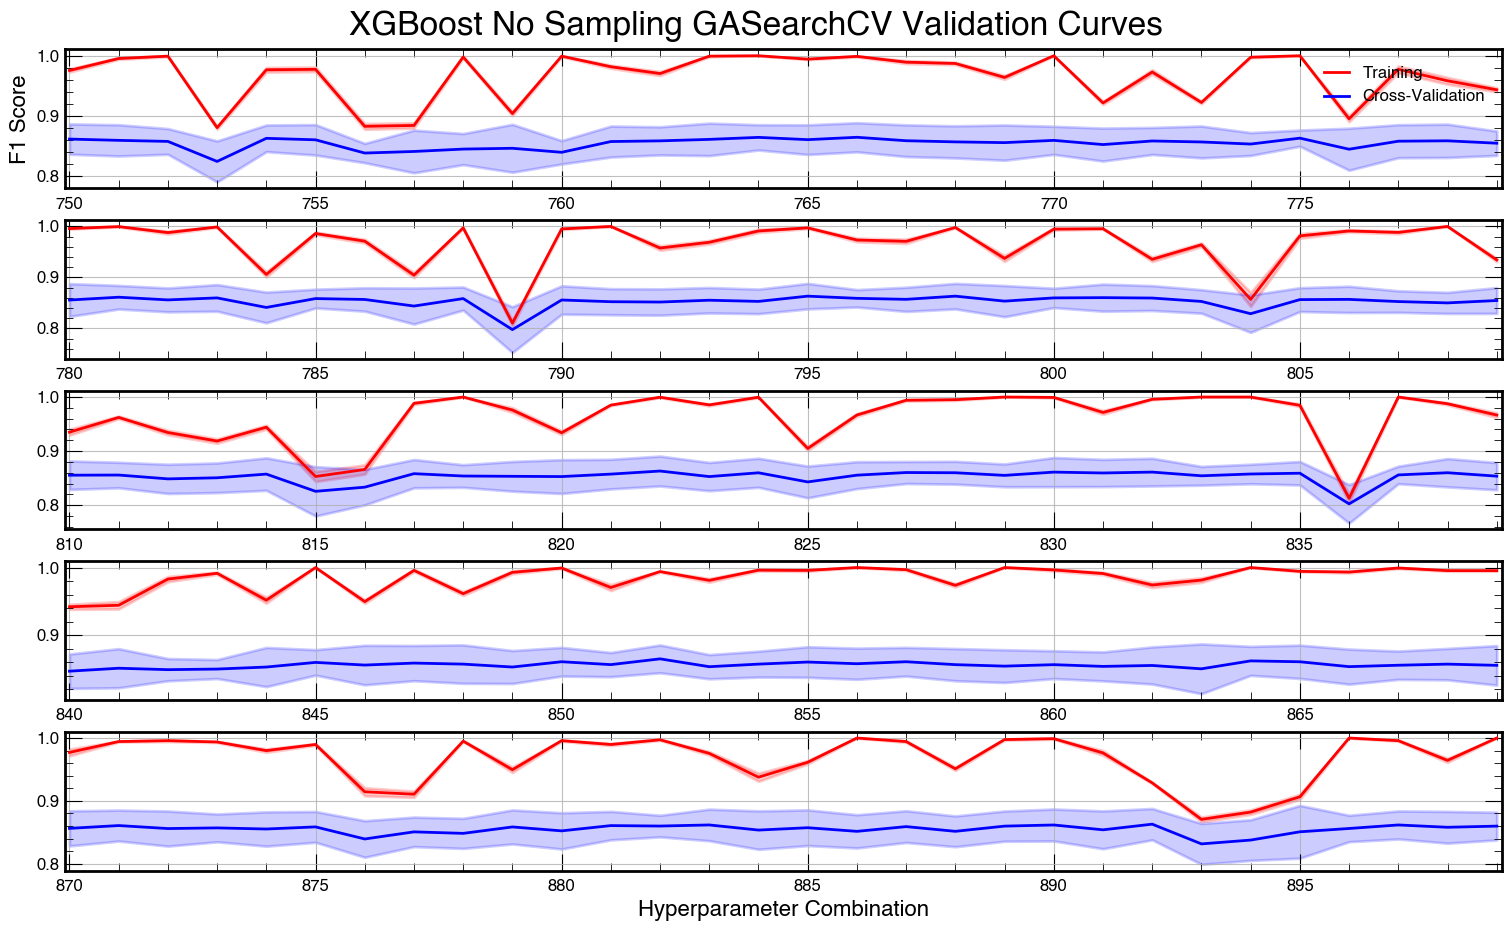 XGBoost No Sampling GASearchCV Validation Curves
F1 Score
1.0
0.9
0.8
Training
Cross-Validation
750 755 760 765 770 775
1.0
0.9
0.8
780 785 790 795 800 805
1.0
0.9
0.8
810 815 820 825 830 835
1.0
0.9
840 845 850 855 860 865
1.0
0.9
0.8
870 875 880 885 890 895
Hyperparameter Combination